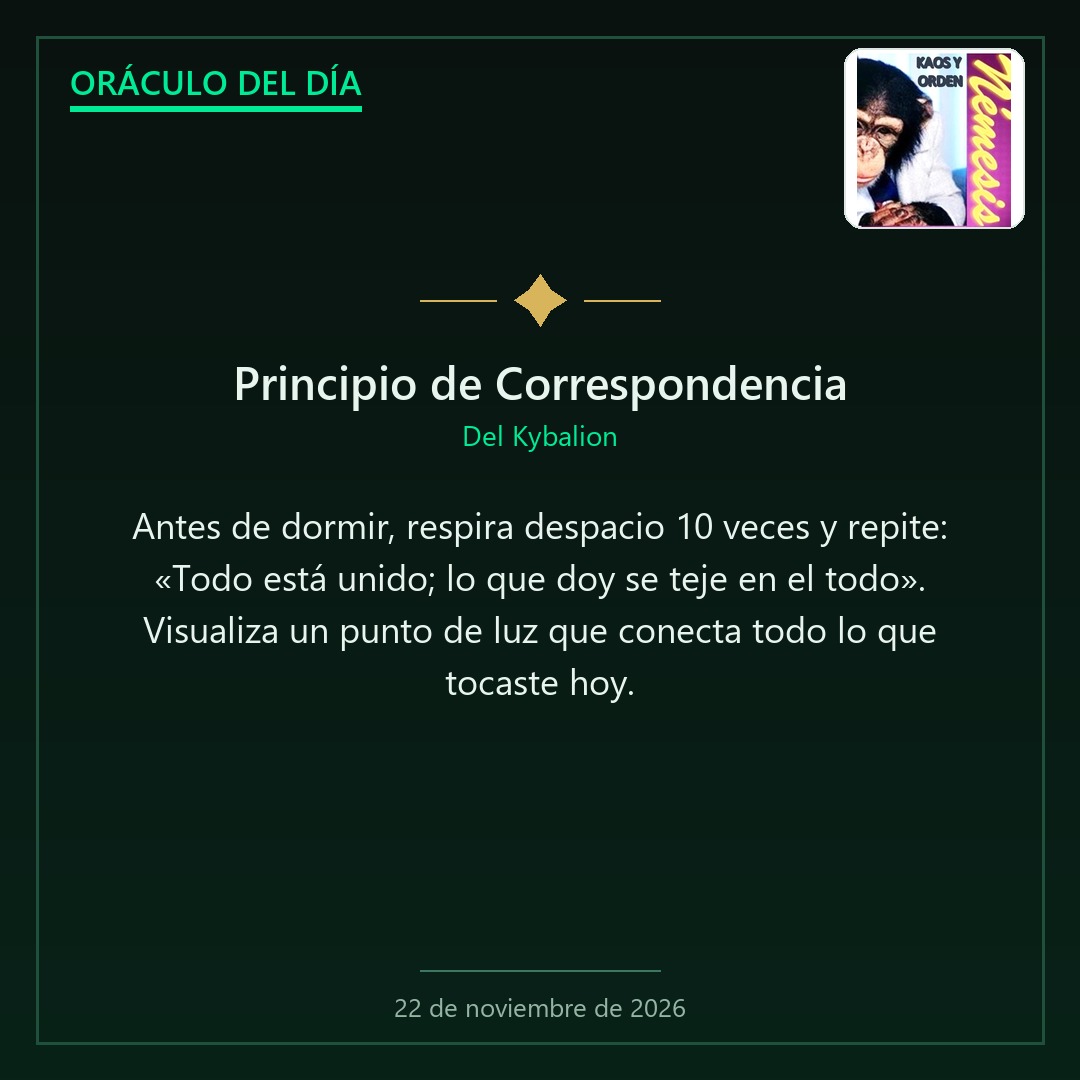 ORÁCULO DEL DÍA
KAOS Y
ORDEN
Némesis
Principio de Correspondencia
Del Kybalion
Antes de dormir, respira despacio 10 veces y repite:
«Todo está unido; lo que doy se teje en el todo».
Visualiza un punto de luz que conecta todo lo que
tocaste hoy.
22 de noviembre de 2026